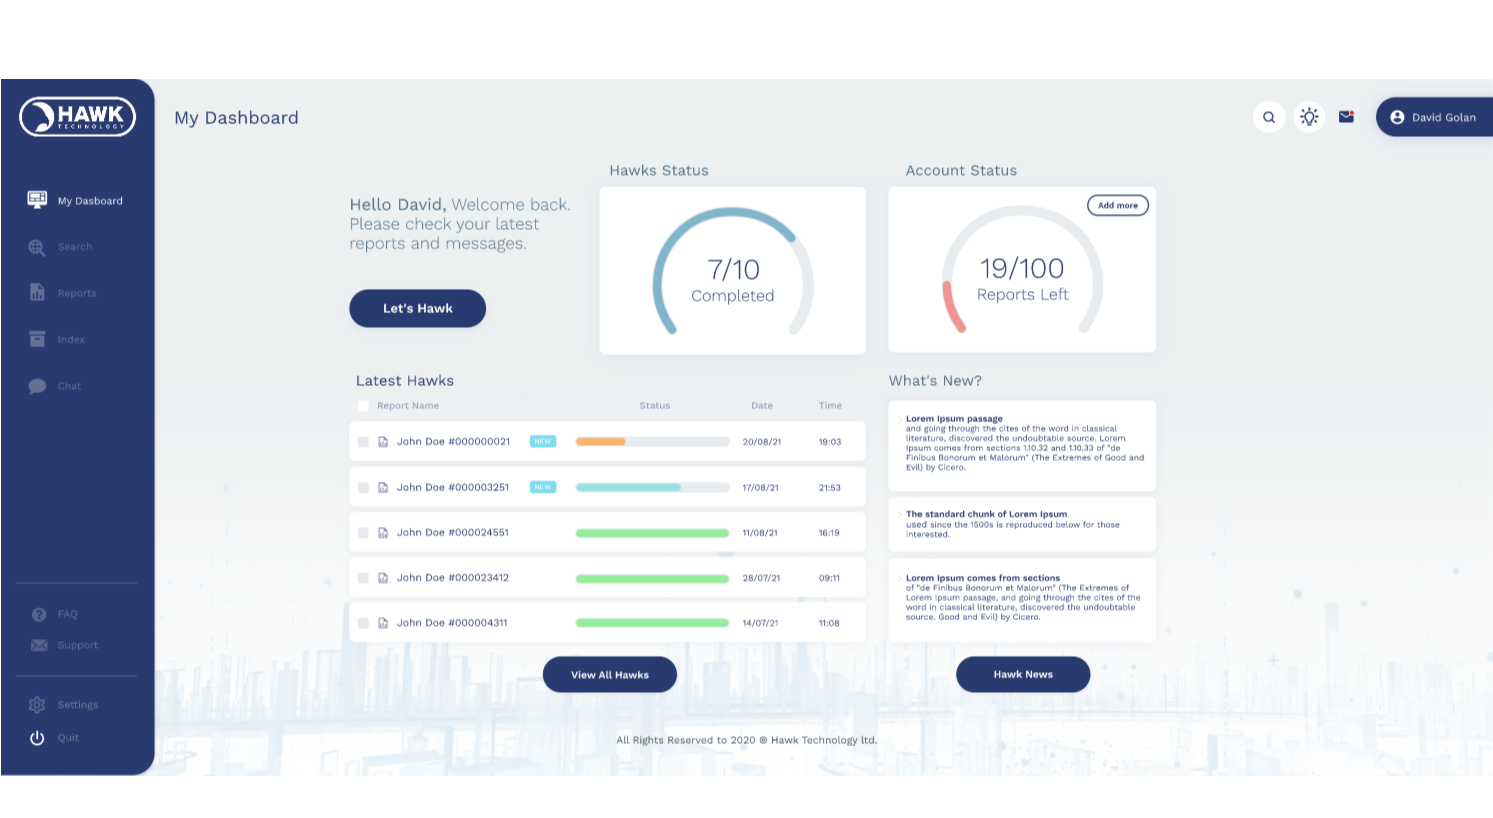 HAWK
TECHNOLOGY
My Dashboard
David Golan
My Dasboard
Search
Reports
Index
Chat
FAQ
Support
Settings
Quit
Hello David, Welcome back.
Please check your latest
reports and messages.
Let's Hawk
Hawks Status
7/10
Completed
Account Status
Add more
19/100
Reports Left
Latest Hawks
Report Name Status Date Time
John Doe #000000021 NEW 20/08/21 19:03
John Doe #000003251 NEW 17/08/21 21:53
John Doe #000024551 11/08/21 16:19
John Doe #000023412 28/07/21 09:11
John Doe #000004311 14/07/21 11:08
View All Hawks
What's New?
Lorem Ipsum passage
and going through the cites of the word in classical
literature, discovered the undoubtable source. Lorem
Ipsum comes from sections 1.10.32 and 1.10.33 of "de
Finibus Bonorum et Malorum" (The Extremes of Good and
Evil) by Cicero.
The standard chunk of Lorem Ipsum
used since the 1500s is reproduced below for those
interested.
Lorem Ipsum comes from sections
of "de Finibus Bonorum et Malorum" (The Extremes of
Lorem Ipsum passage, and going through the cites of the
word in classical literature, discovered the undoubtable
source. Good and Evil) by Cicero.
Hawk News
All Rights Reserved to 2020 ® Hawk Technology ltd.